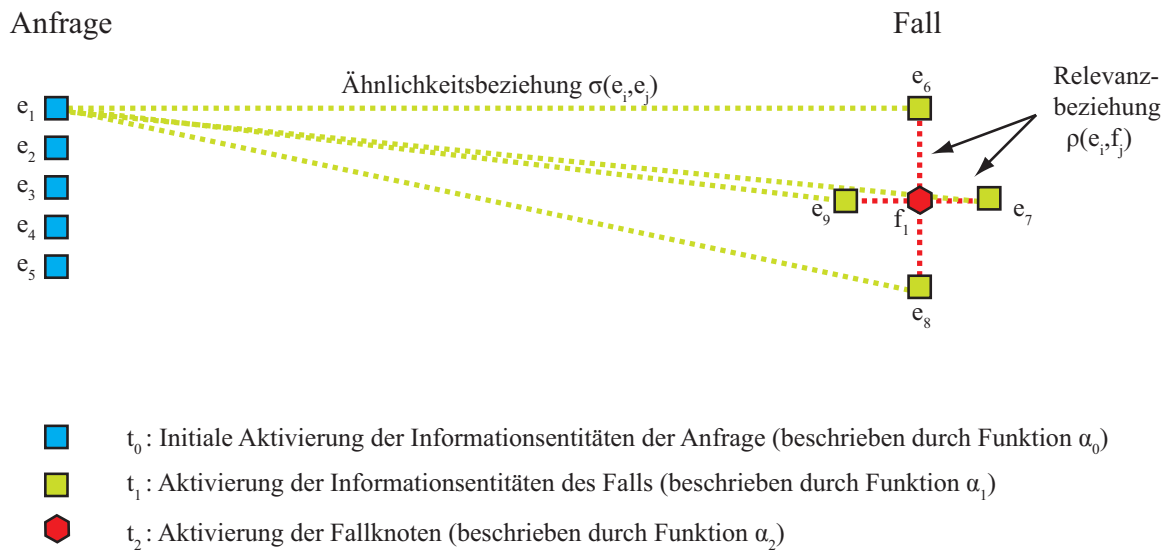 Anfrage
Fall
Ähnlichkeitsbeziehung σ(eᵢ,eⱼ)
e₆
Relevanz-
beziehung
ρ(eᵢ,fⱼ)
e₁
e₂
e₃
e₄
e₅
e₉
f₁
e₇
e₈
t₀ : Initiale Aktivierung der Informationsentitäten der Anfrage (beschrieben durch Funktion α₀)
t₁ : Aktivierung der Informationsentitäten des Falls (beschrieben durch Funktion α₁)
t₂ : Aktivierung der Fallknoten (beschrieben durch Funktion α₂)